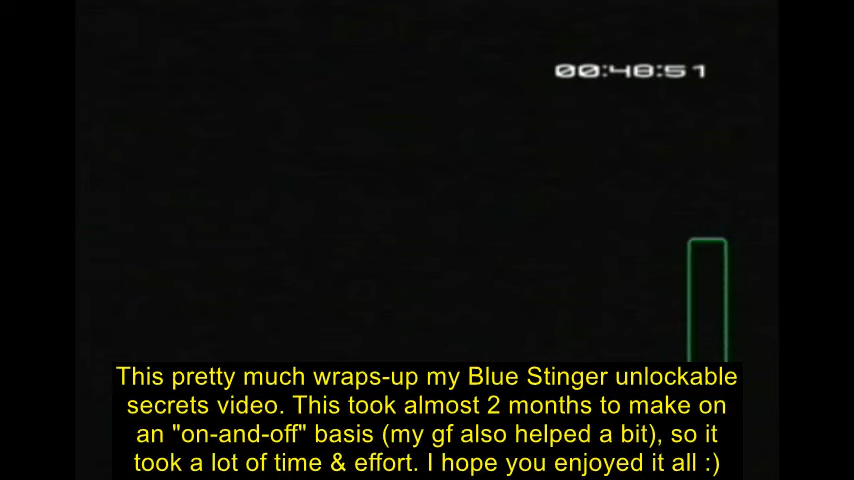 00:48:51
This pretty much wraps-up my Blue Stinger unlockable
secrets video. This took almost 2 months to make on
an "on-and-off" basis (my gf also helped a bit), so it
took a lot of time & effort. I hope you enjoyed it all :)